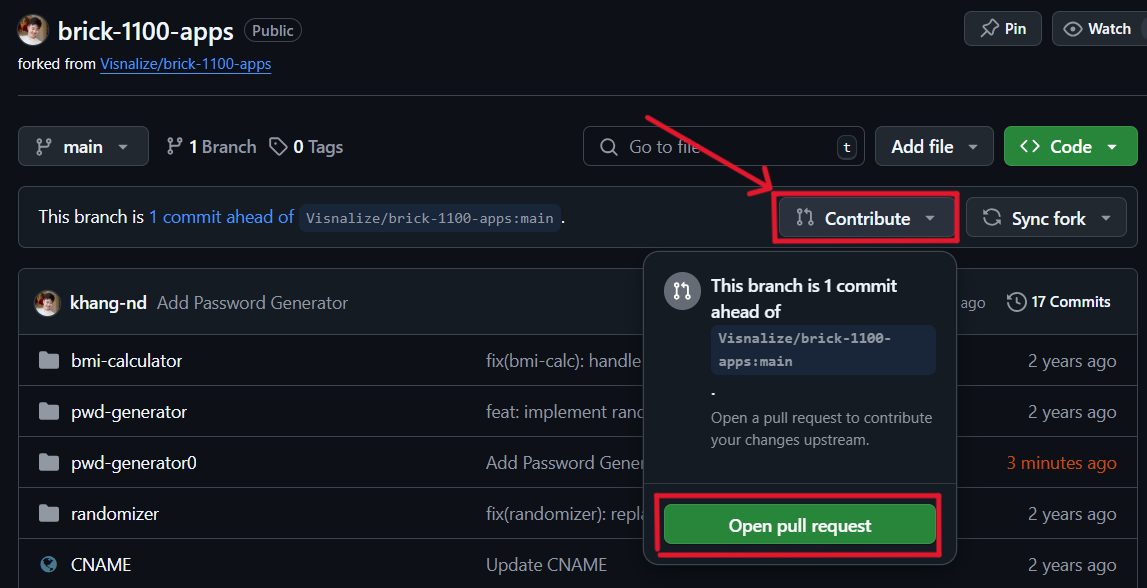 brick-1100-apps Public Pin Watch
forked from Visnalize/brick-1100-apps
main 1 Branch 0 Tags Go to file t Add file Code
This branch is 1 commit ahead of Visnalize/brick-1100-apps:main . Contribute Sync fork
khang-nd Add Password Generator ago 17 Commits
bmi-calculator fix(bmi-calc): handle 2 years ago
pwd-generator feat: implement 2 years ago
pwd-generator0 Add Password 3 minutes ago
randomizer fix(randomizer): 2 years ago
CNAME Update CNAME 2 years ago
This branch is 1 commit
ahead of
Visnalize/brick-1100-
apps:main
.
Open a pull request to contribute
your changes upstream.
Open pull request